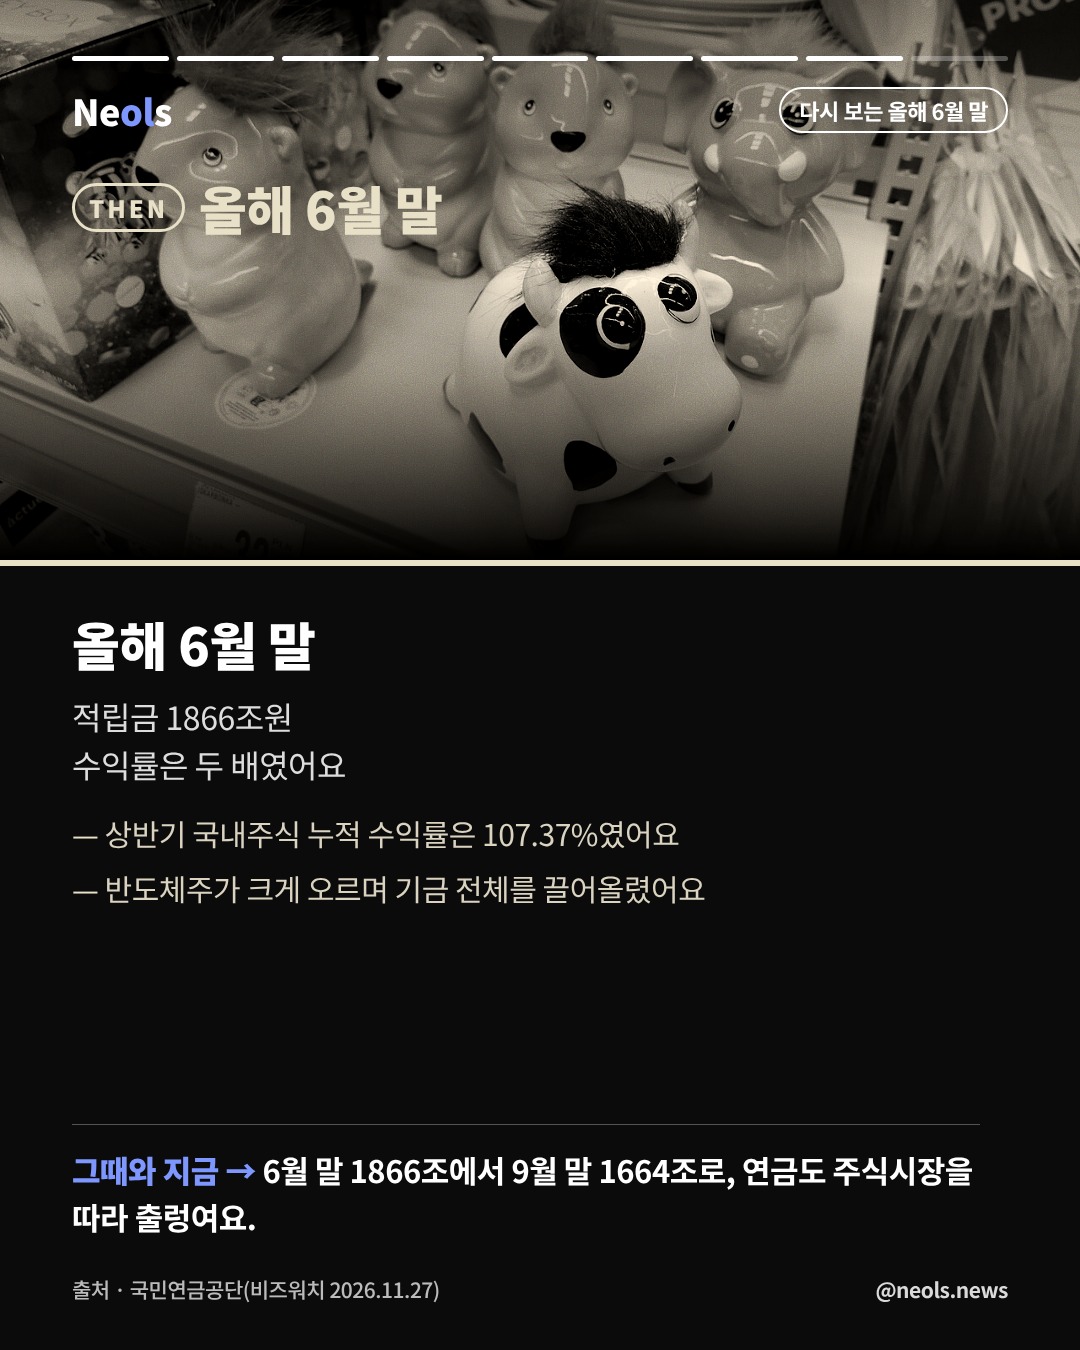 Neols
다시 보는 올해 6월 말
THEN 올해 6월 말
올해 6월 말
적립금 1866조원
수익률은 두 배였어요
— 상반기 국내주식 누적 수익률은 107.37%였어요
— 반도체주가 크게 오르며 기금 전체를 끌어올렸어요
그때와 지금 → 6월 말 1866조에서 9월 말 1664조로, 연금도 주식시장을
따라 출렁여요.
출처 · 국민연금공단(비즈워치 2026.11.27)
@neols.news